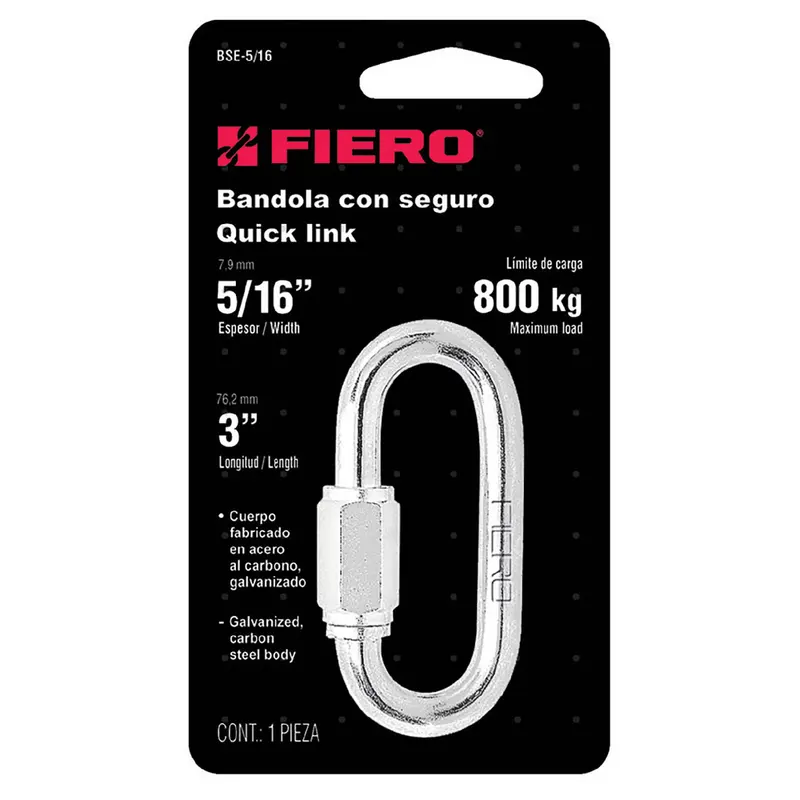 BSE-5/16
FIERO®
Bandola con seguro
Quick link
7,9 mm
5/16”
Espesor / Width
Límite de carga
800 kg
Maximum load
76,2 mm
3”
Longitud / Length
• Cuerpo
fabricado
en acero
al carbono,
galvanizado
- Galvanized,
carbon
steel body
FIERO
CONT.: 1 PIEZA